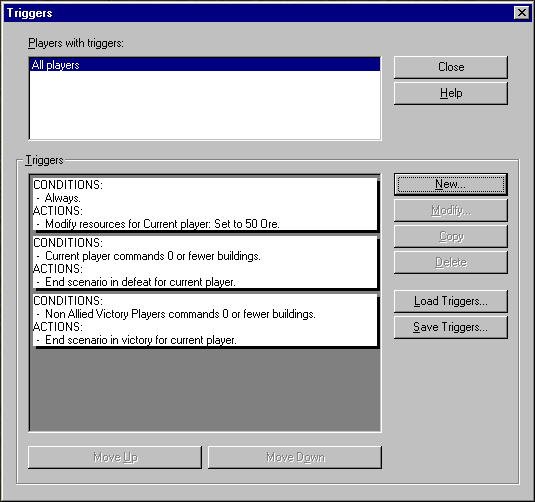 Triggers
Players with triggers:
All players
Close
Help
Triggers
CONDITIONS:
- Always.
ACTIONS:
- Modify resources for Current player: Set to 50 Ore.
CONDITIONS:
- Current player commands 0 or fewer buildings.
ACTIONS:
- End scenario in defeat for current player.
CONDITIONS:
- Non Allied Victory Players commands 0 or fewer buildings.
ACTIONS:
- End scenario in victory for current player.
New...
Modify...
Copy
Delete
Load Triggers...
Save Triggers...
Move Up
Move Down